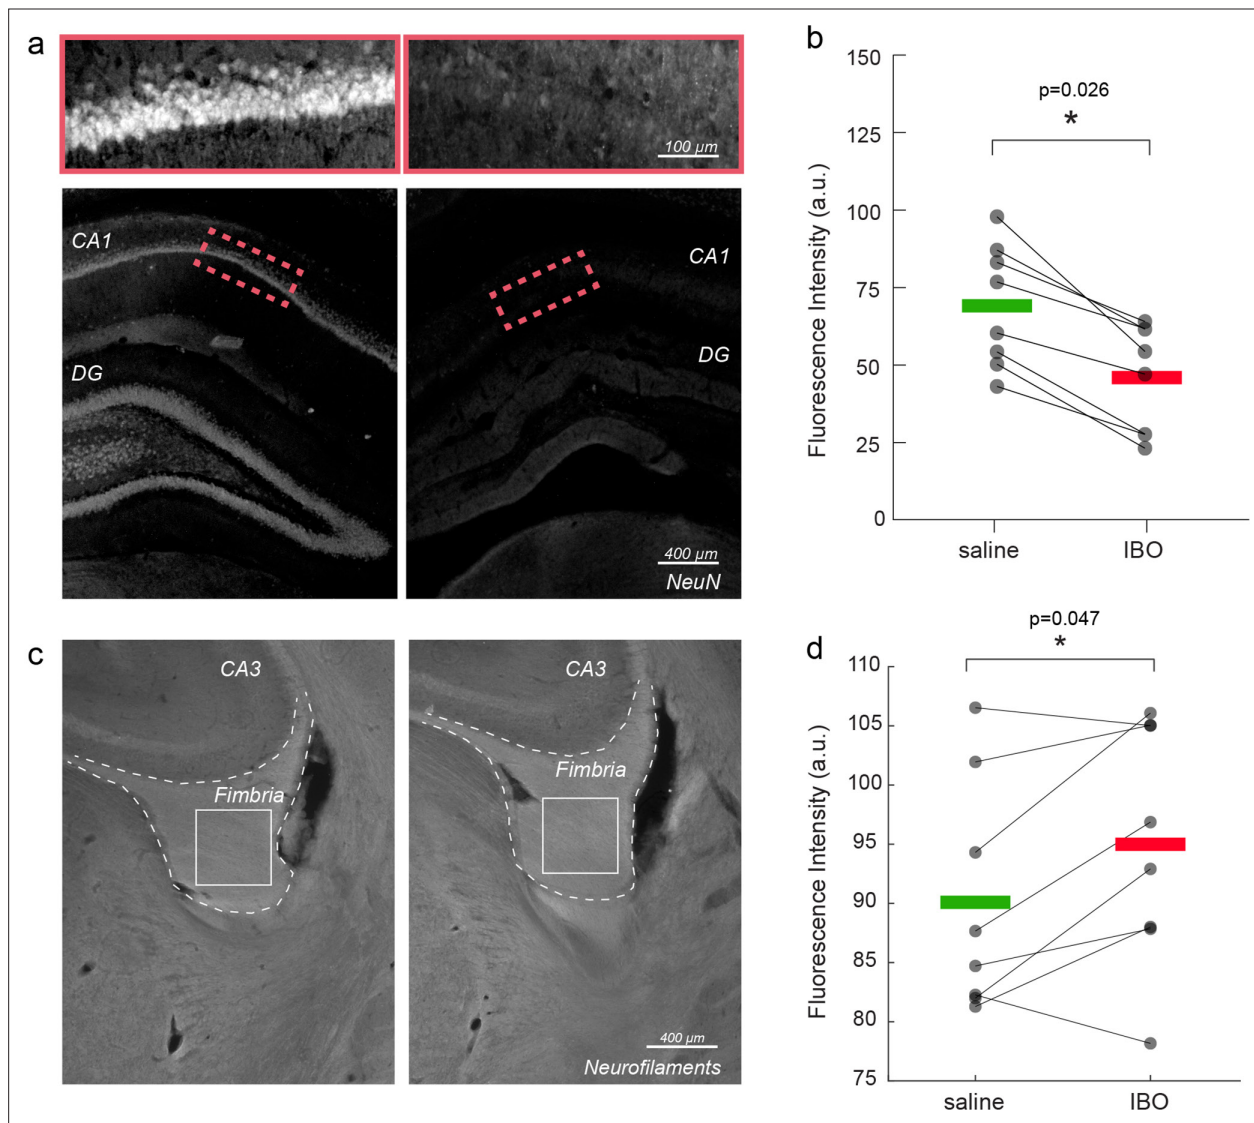 a
100 µm
CA1
DG
CA1
DG
400 µm
NeuN
b
150
125
100
75
50
25
0
Fluorescence Intensity (a.u.)
p=0.026
*
saline
IBO
c
CA3
Fimbria
CA3
Fimbria
400 µm
Neurofilaments
d
110
105
100
95
90
85
80
75
Fluorescence Intensity (a.u.)
p=0.047
*
saline
IBO